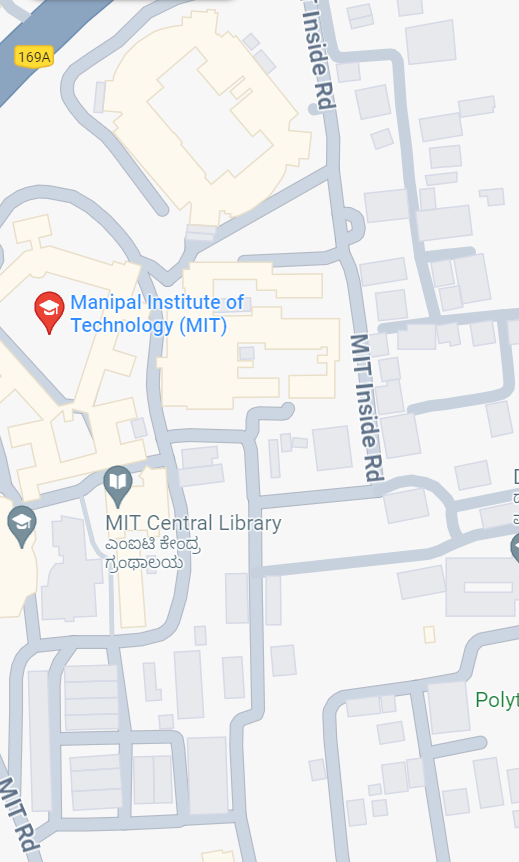 MIT Inside Rd
169A
Manipal Institute of
Technology (MIT)
MIT Inside Rd
MIT Central Library
ಎಂಐಟಿ ಕೇಂದ್ರ
ಗ್ರಂಥಾಲಯ
Polyt
MIT Rd